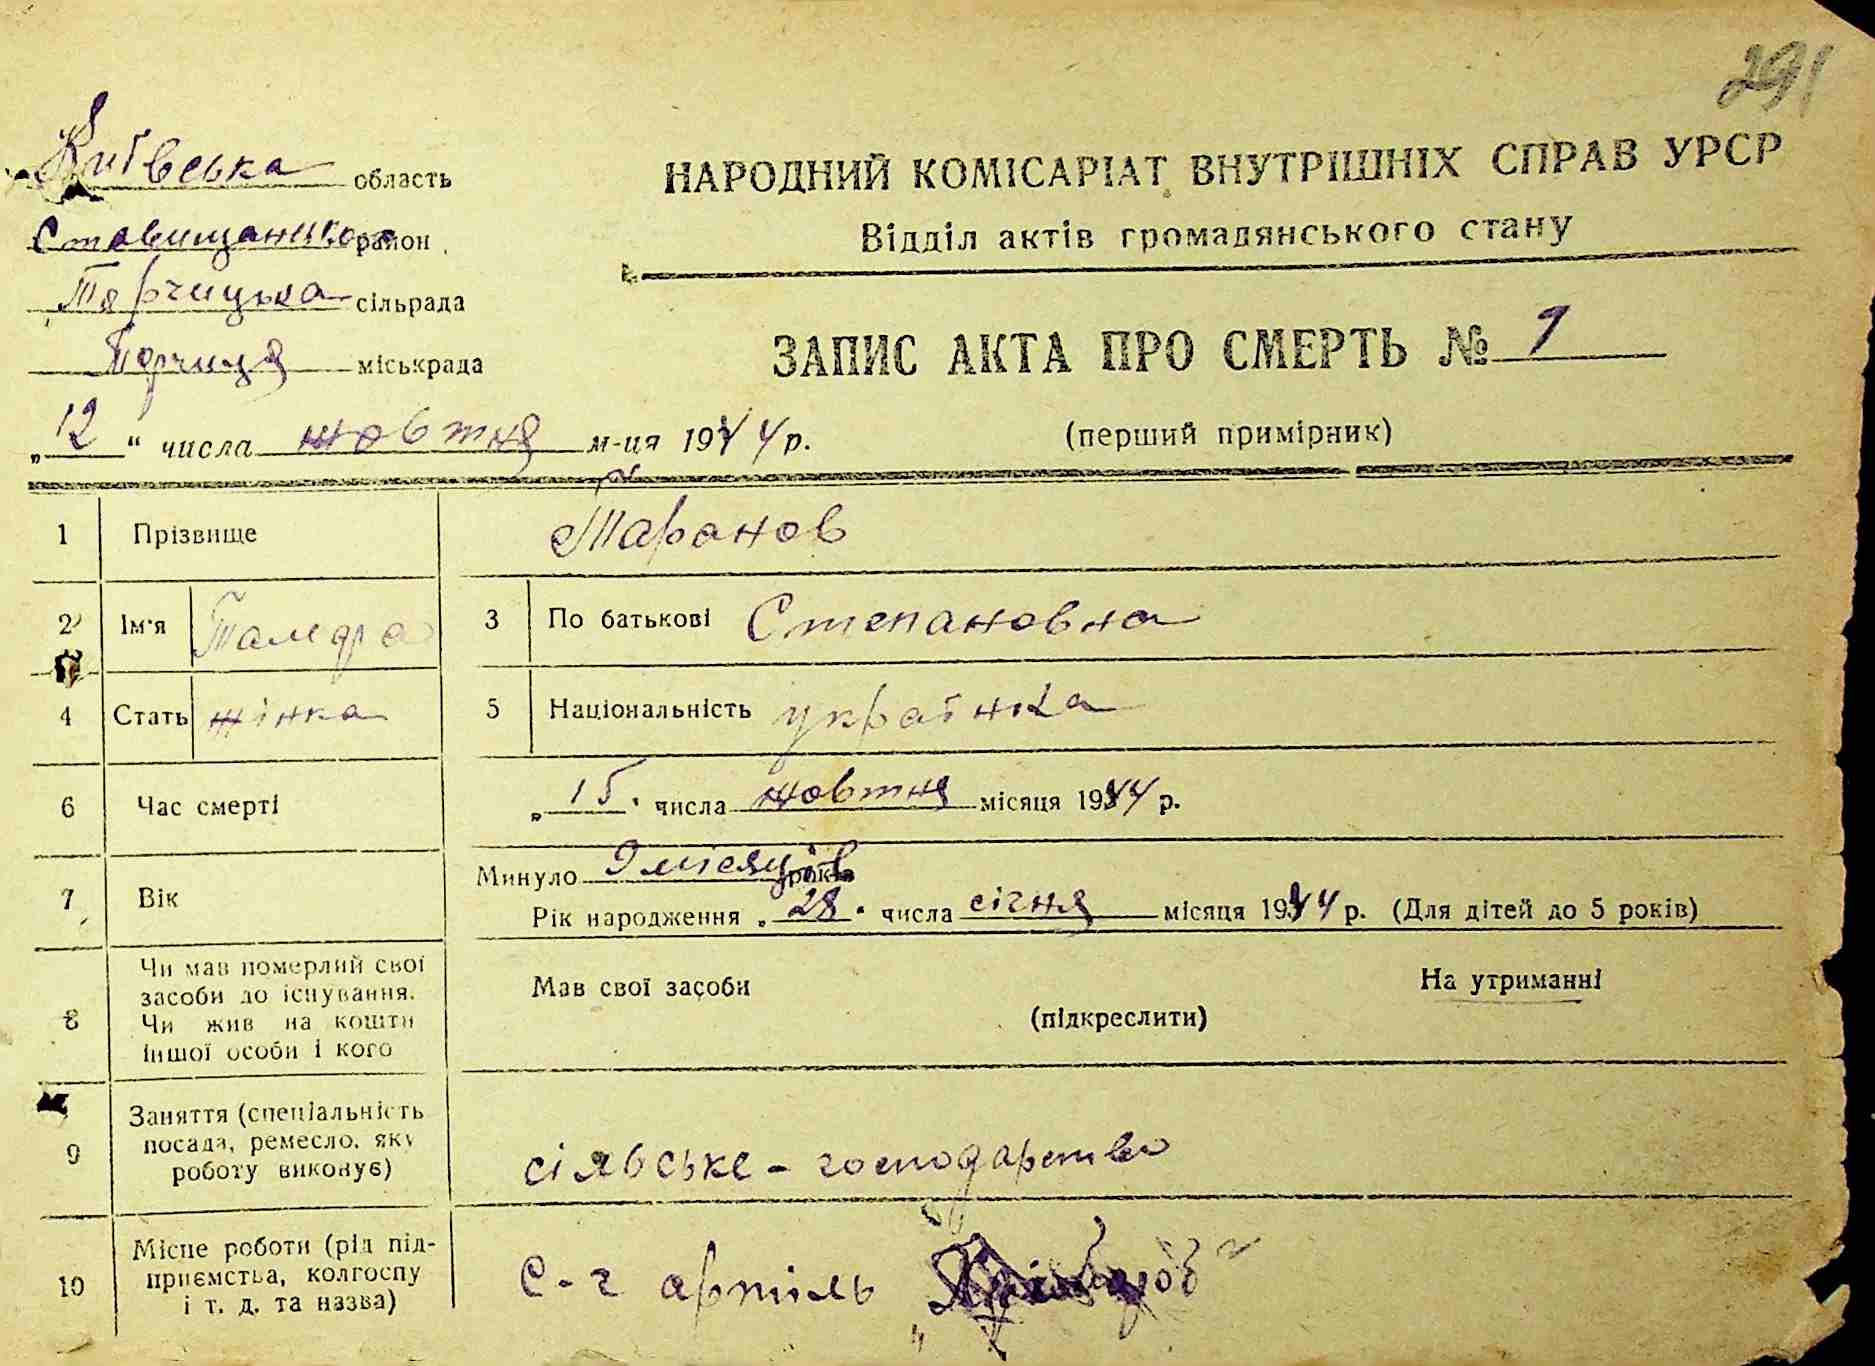 291
Київська область
Ставищанський район
Торчицька сільрада
Торчиця міськрада
НАРОДНИЙ КОМІСАРІАТ ВНУТРІШНІХ СПРАВ УРСР
Відділ актів громадянського стану
ЗАПИС АКТА ПРО СМЕРТЬ №
„12“ числа жовтня м-ця 1944 р.
(перший примірник)
1 Прізвище Таранов
2 Ім'я 3 По батькові Степановна
4 Стать жінка 5 Національність українка
6 Час смерті „15“ числа жовтня місяця 1944 р.
7 Вік Минуло 9 місяців років
Рік народження „28“ числа січня місяця 1944 р. (Для дітей до 5 років)
8 Чи мав померлий свої
засоби до існування.
Чи жив на кошти
іншої особи і кого
Мав свої засоби
(підкреслити)
На утриманні
9 Заняття (спеціальність
посада, ремесло, яку
роботу виконує)
сільське - господарство
10 Місце роботи (рід під-
приємства, колгоспу
і т. д. та назва)
С-г артіль